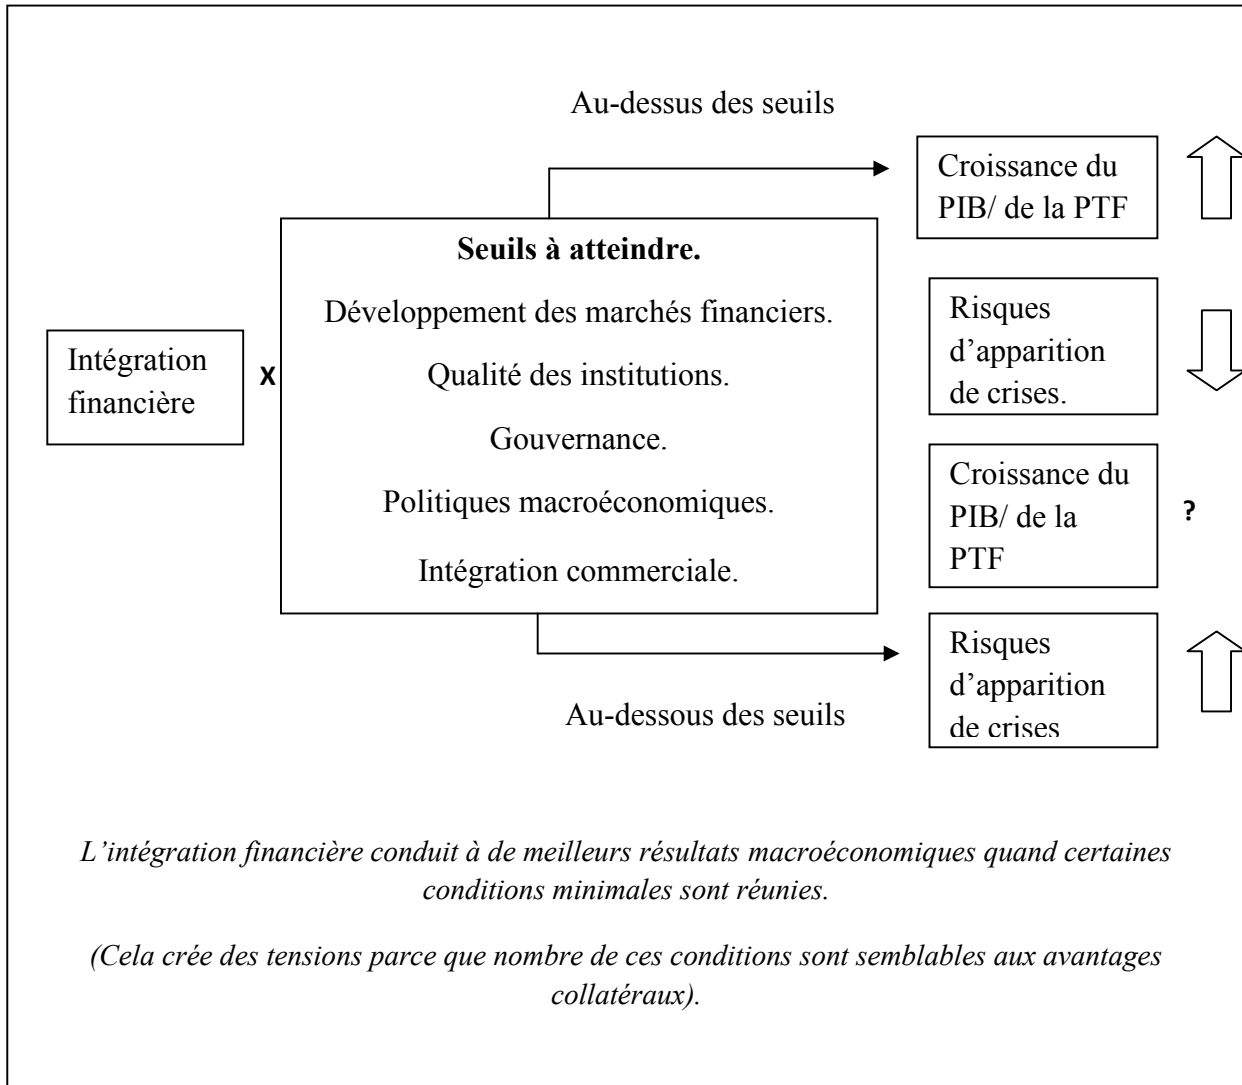 Au-dessus des seuils
Croissance du
PIB/ de la PTF
Seuils à atteindre.
Développement des marchés financiers.
Qualité des institutions.
Gouvernance.
Politiques macroéconomiques.
Intégration commerciale.
Intégration
financière
X
Risques
d’apparition
de crises.
Croissance du
PIB/ de la
PTF
?
Risques
d’apparition
de crises
Au-dessous des seuils
L’intégration financière conduit à de meilleurs résultats macroéconomiques quand certaines
conditions minimales sont réunies.
(Cela crée des tensions parce que nombre de ces conditions sont semblables aux avantages
collatéraux).